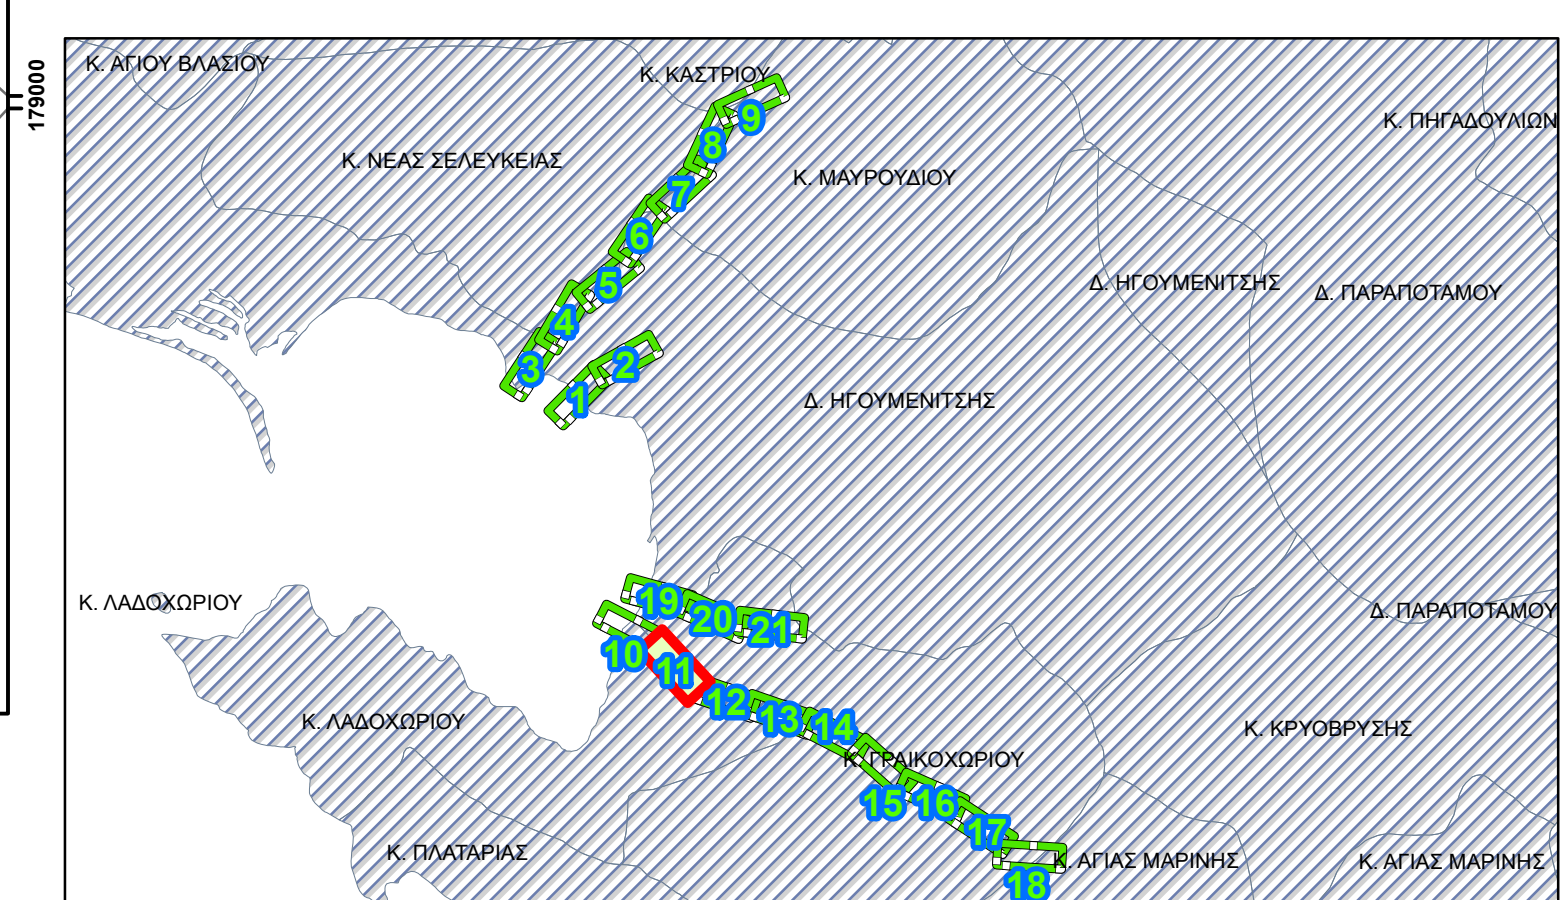 179000
Κ. ΑΓΙΟΥ ΒΛΑΣΙΟΥ
Κ. ΚΑΣΤΡΙΟΥ
9
Κ. ΠΗΓΑΔΟΥΛΙΩΝ
8
Κ. ΝΕΑΣ ΣΕΛΕΥΚΕΙΑΣ
Κ. ΜΑΥΡΟΥΔΙΟΥ
7
6
5
Δ. ΗΓΟΥΜΕΝΙΤΣΗΣ
Δ. ΠΑΡΑΠΟΤΑΜΟΥ
4
3
2
1
Δ. ΗΓΟΥΜΕΝΙΤΣΗΣ
Κ. ΛΑΔΟΧΩΡΙΟΥ
19
20
21
Δ. ΠΑΡΑΠΟΤΑΜΟΥ
10
11
12
13
14
Κ. ΛΑΔΟΧΩΡΙΟΥ
Κ. ΚΡΥΟΒΡΥΣΗΣ
Κ. ΓΡΑΙΚΟΧΩΡΙΟΥ
15
16
17
Κ. ΠΛΑΤΑΡΙΑΣ
Κ. ΑΓΙΑΣ ΜΑΡΙΝΗΣ
Κ. ΑΓΙΑΣ ΜΑΡΙΝΗΣ
18